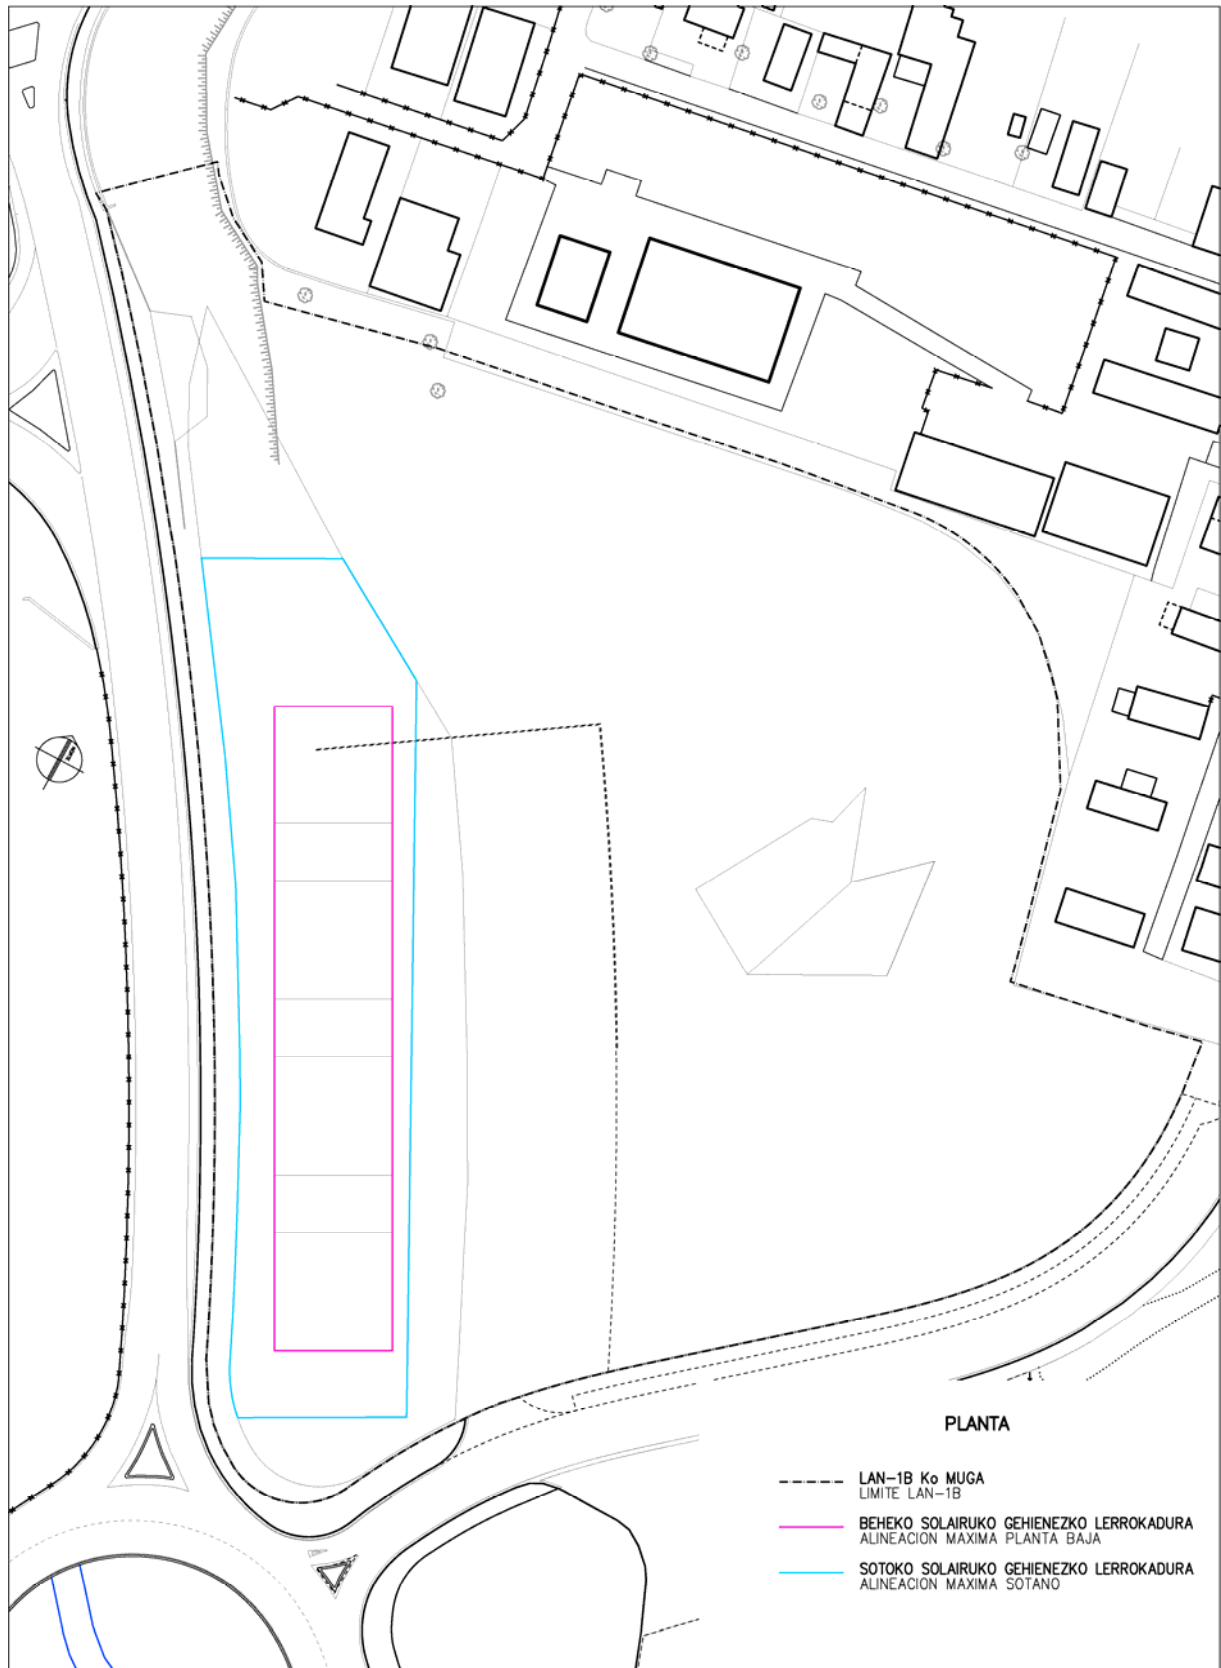 PLANTA
LAN-1B Ko MUGA
LIMITE LAN-1B
BEHEKO SOLAIRUKO GEHIENEZKO LERROKADURA
ALINEACION MAXIMA PLANTA BAJA
SOTOKO SOLAIRUKO GEHIENEZKO LERROKADURA
ALINEACION MAXIMA SOTANO